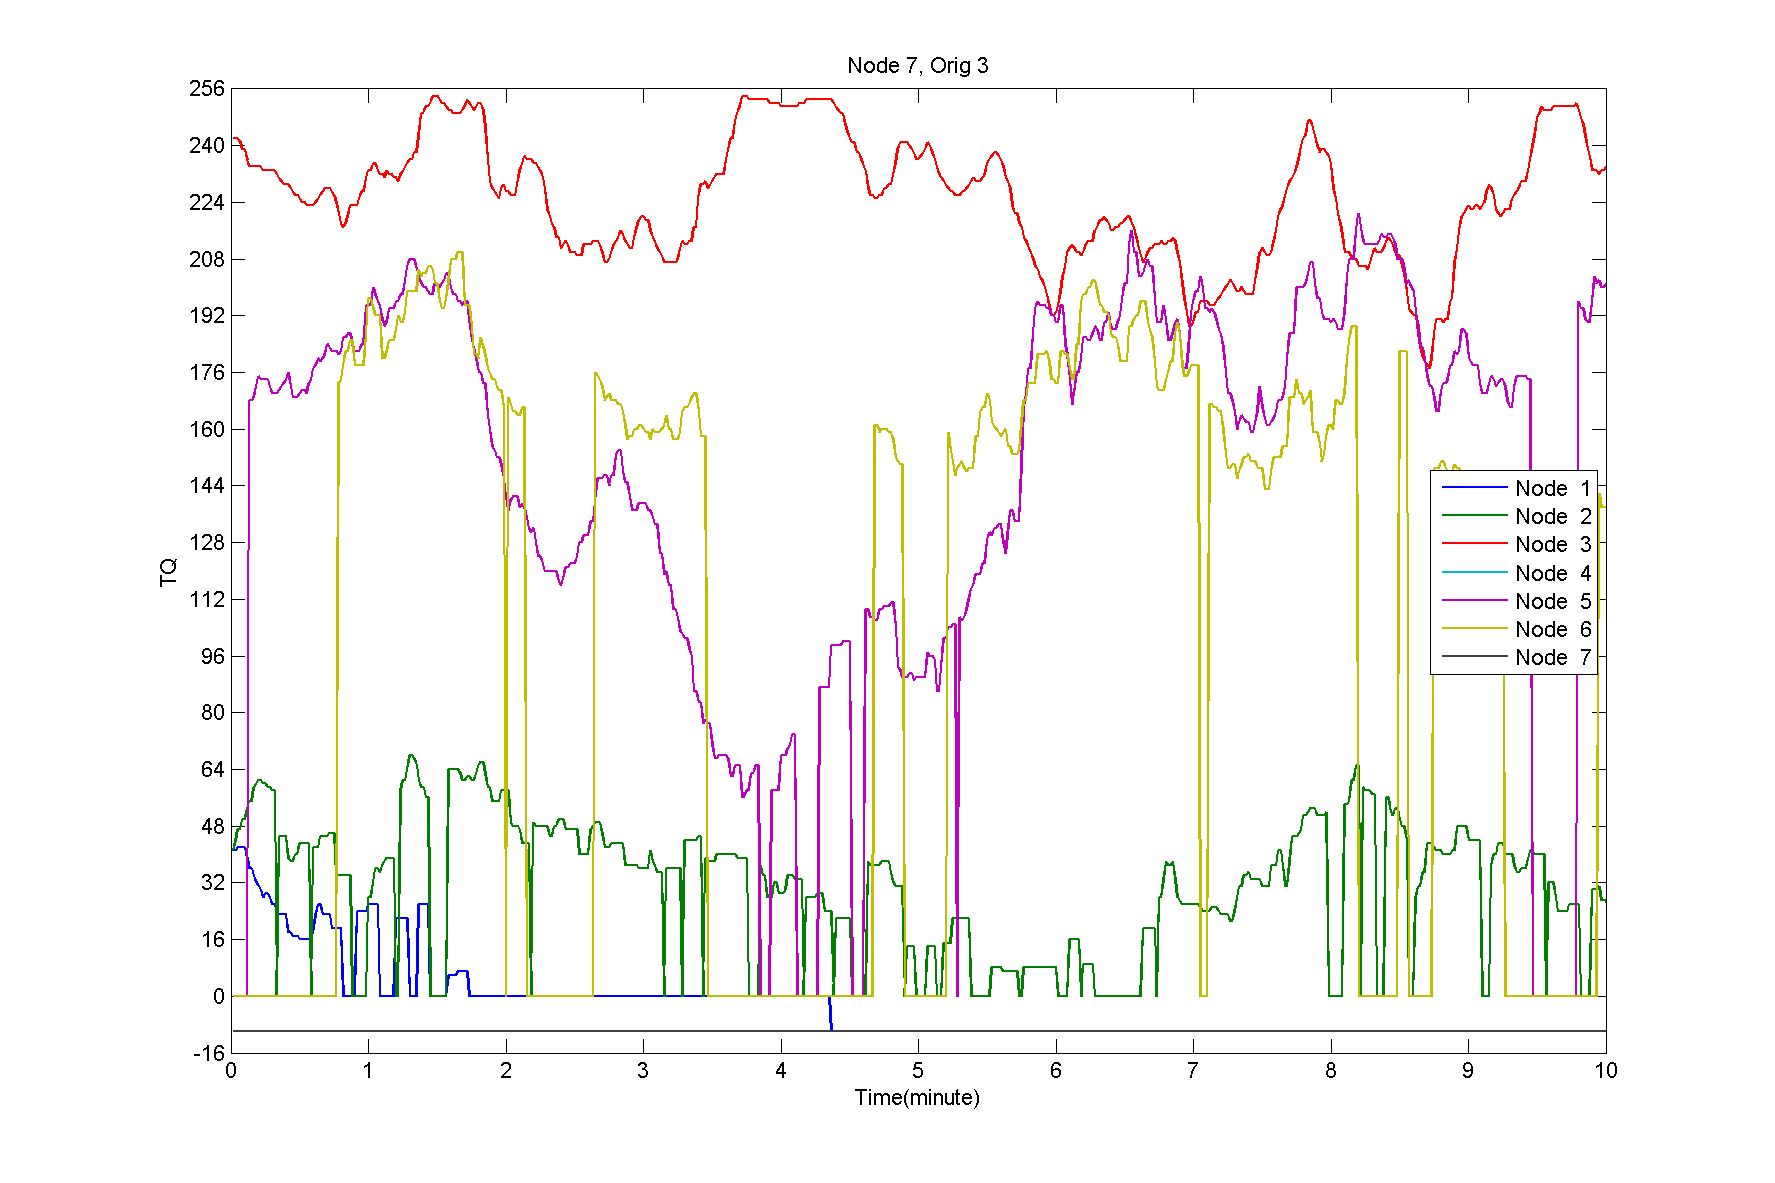 Node 7, Orig 3
256
240
224
208
192
176
160
144
128
112
96
80
64
48
32
16
0
-16
TQ
Node 1
Node 2
Node 3
Node 4
Node 5
Node 6
Node 7
0 1 2 3 4 5 6 7 8 9 10
Time(minute)